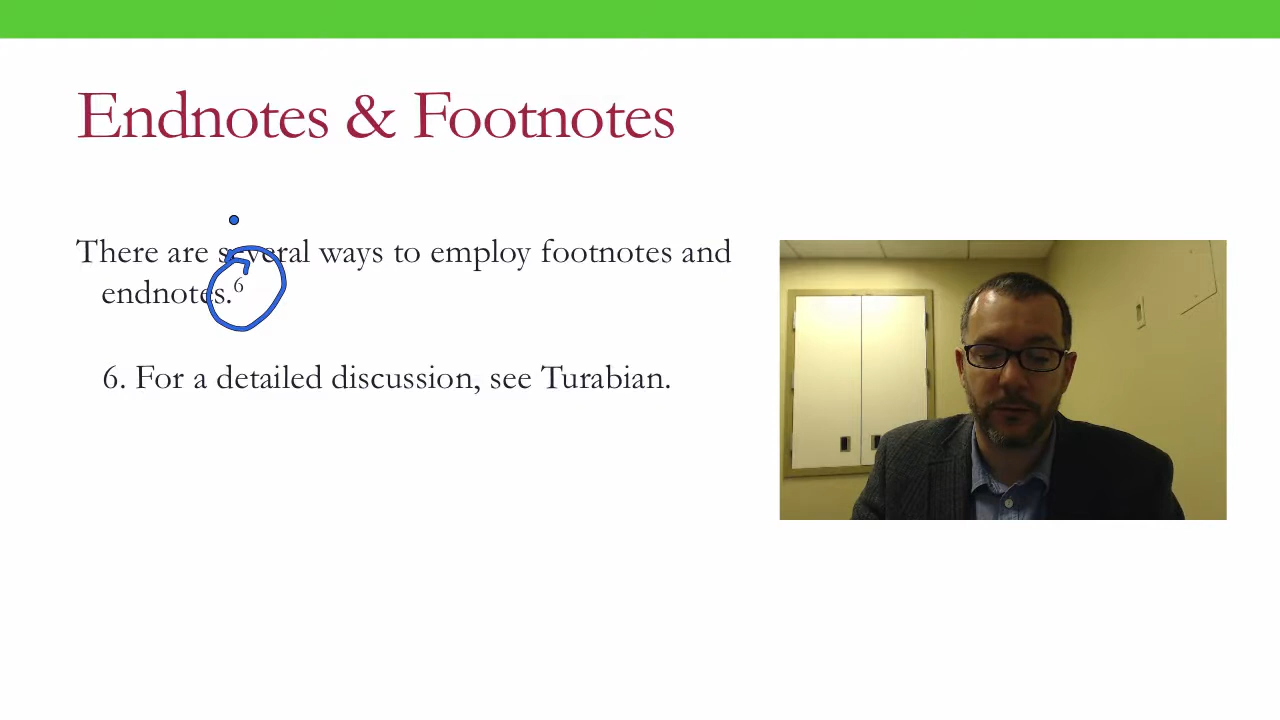 Endnotes & Footnotes
There are several ways to employ footnotes and
endnotes.⁶
6. For a detailed discussion, see Turabian.